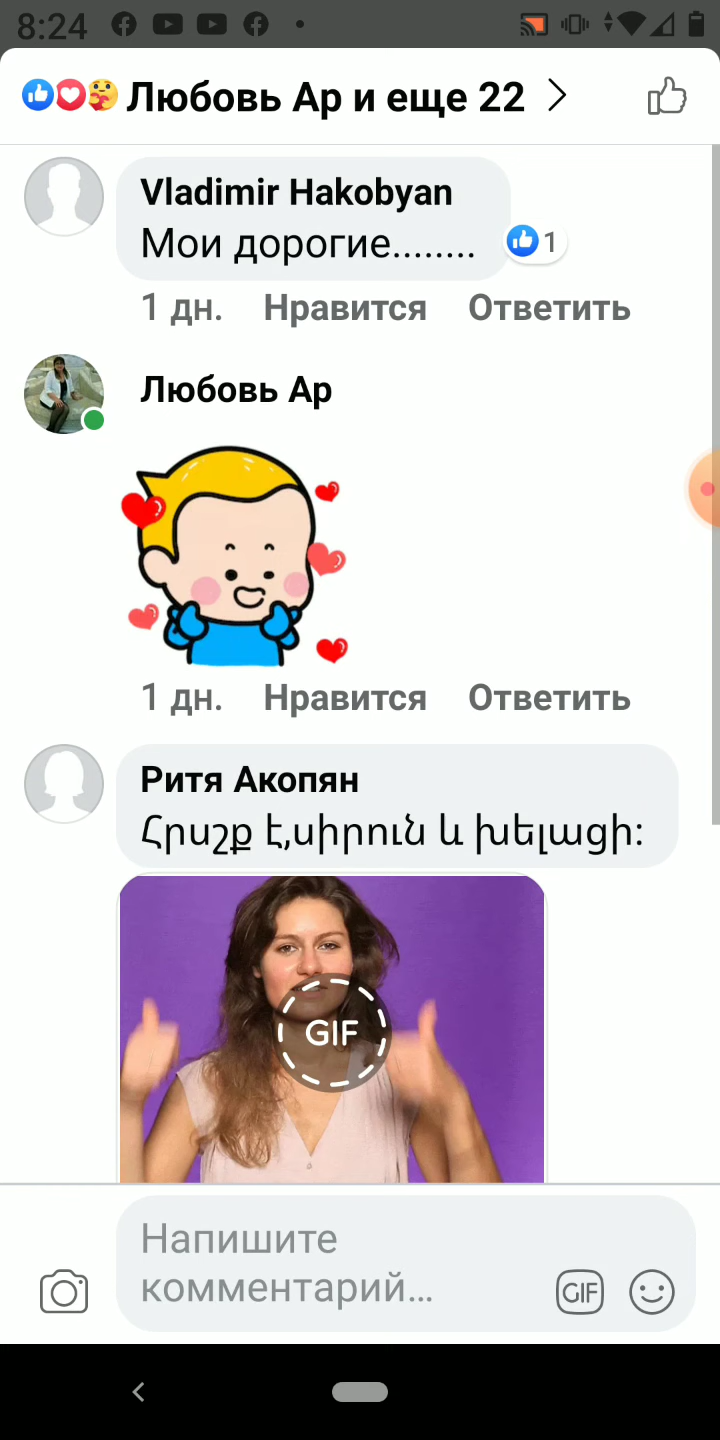 8:24
Любовь Ар и еще 22
Vladimir Hakobyan
Мои дорогие........
1
1 дн. Нравится Ответить
Любовь Ар
1 дн. Нравится Ответить
Ритя Акопян
Հրսշք է,սիրուն և խելացի:
GIF
Напишите
комментарий...
GIF